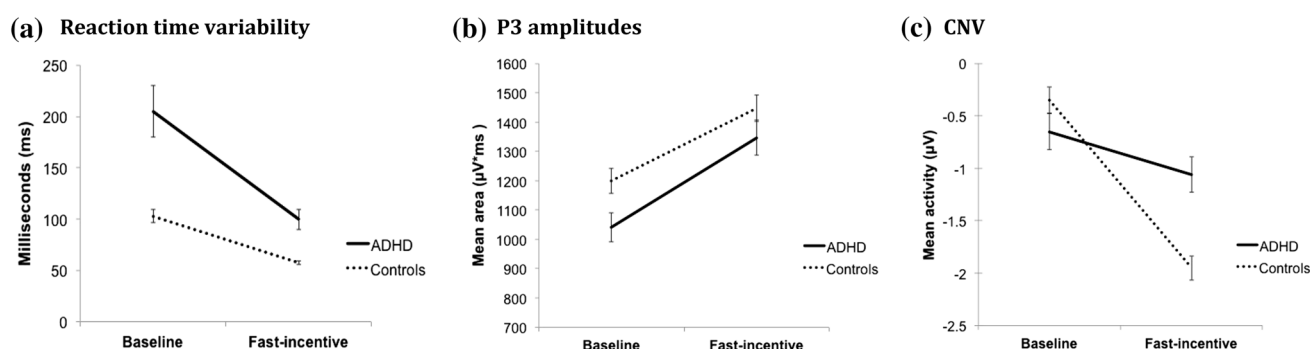 (a) Reaction time variability
Milliseconds (ms)
250
200
150
100
50
0
Baseline Fast-incentive
ADHD
Controls
(b) P3 amplitudes
Mean area (µV*ms )
1600
1500
1400
1300
1200
1100
1000
900
800
700
Baseline Fast-incentive
ADHD
Controls
(c) CNV
Mean activity (µV)
0
-0.5
-1
-1.5
-2
-2.5
Baseline Fast-incentive
ADHD
Controls